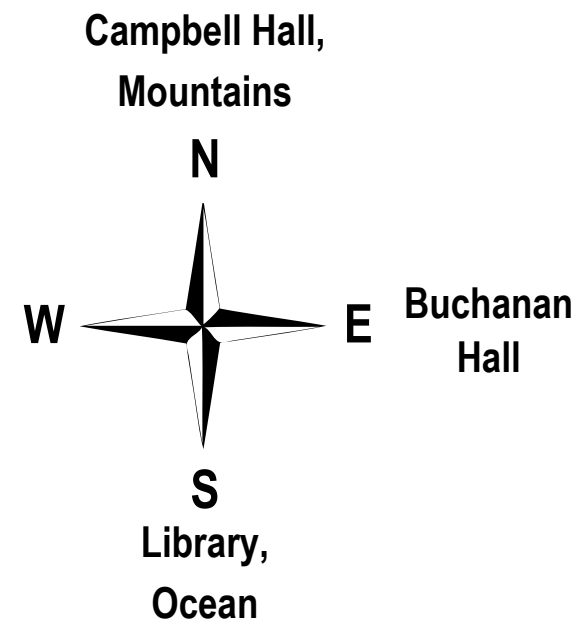 Campbell Hall,
Mountains
N
W
E
Buchanan
Hall
S
Library,
Ocean